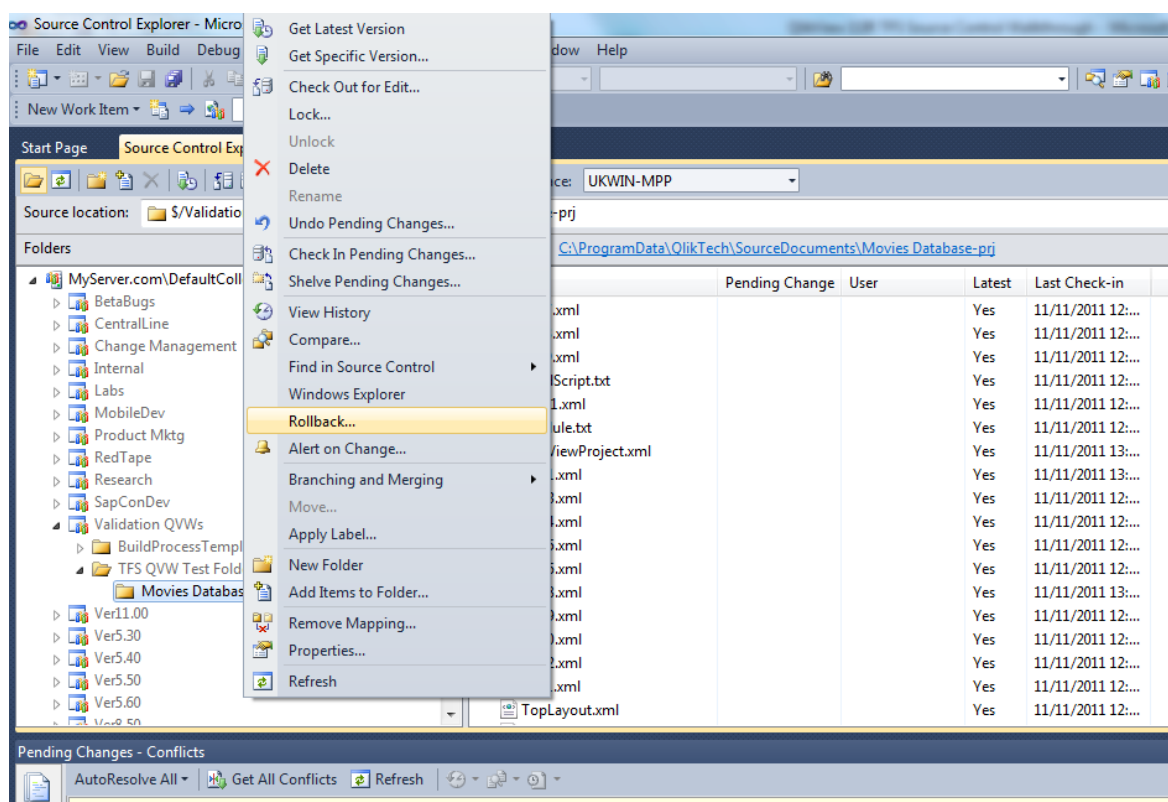 Source Control Explorer - Micro
File Edit View Build Debug dow Help
New Work Item
Start Page Source Control Exp
ce: UKWIN-MPP
Source location: $/Validatio -prj
Folders C:\ProgramData\QlikTech\SourceDocuments\Movies Database-prj
Get Latest Version
Get Specific Version...
Check Out for Edit...
Lock...
Unlock
Delete
Rename
Undo Pending Changes...
Check In Pending Changes...
Shelve Pending Changes...
View History
Compare...
Find in Source Control
Windows Explorer
Rollback...
Alert on Change...
Branching and Merging
Move...
Apply Label...
New Folder
Add Items to Folder...
Remove Mapping...
Properties...
Refresh
MyServer.com\DefaultColl
BetaBugs
CentralLine
Change Management
Internal
Labs
MobileDev
Product Mktg
RedTape
Research
SapConDev
Validation QVWs
BuildProcessTempl
TFS QVW Test Fold
Movies Databas
Ver11.00
Ver5.30
Ver5.40
Ver5.50
Ver5.60
Ver8.50
Pending Change User Latest Last Check-in
.xml Yes 11/11/2011 12:...
.xml Yes 11/11/2011 12:...
.xml Yes 11/11/2011 12:...
lScript.txt Yes 11/11/2011 12:...
1.xml Yes 11/11/2011 12:...
ule.txt Yes 11/11/2011 12:...
ViewProject.xml Yes 11/11/2011 13:...
.xml Yes 11/11/2011 13:...
.xml Yes 11/11/2011 12:...
.xml Yes 11/11/2011 12:...
.xml Yes 11/11/2011 12:...
.xml Yes 11/11/2011 12:...
.xml Yes 11/11/2011 13:...
.xml Yes 11/11/2011 12:...
.xml Yes 11/11/2011 12:...
.xml Yes 11/11/2011 12:...
.xml Yes 11/11/2011 12:...
TopLayout.xml Yes 11/11/2011 12:...
Pending Changes - Conflicts
AutoResolve All Get All Conflicts Refresh